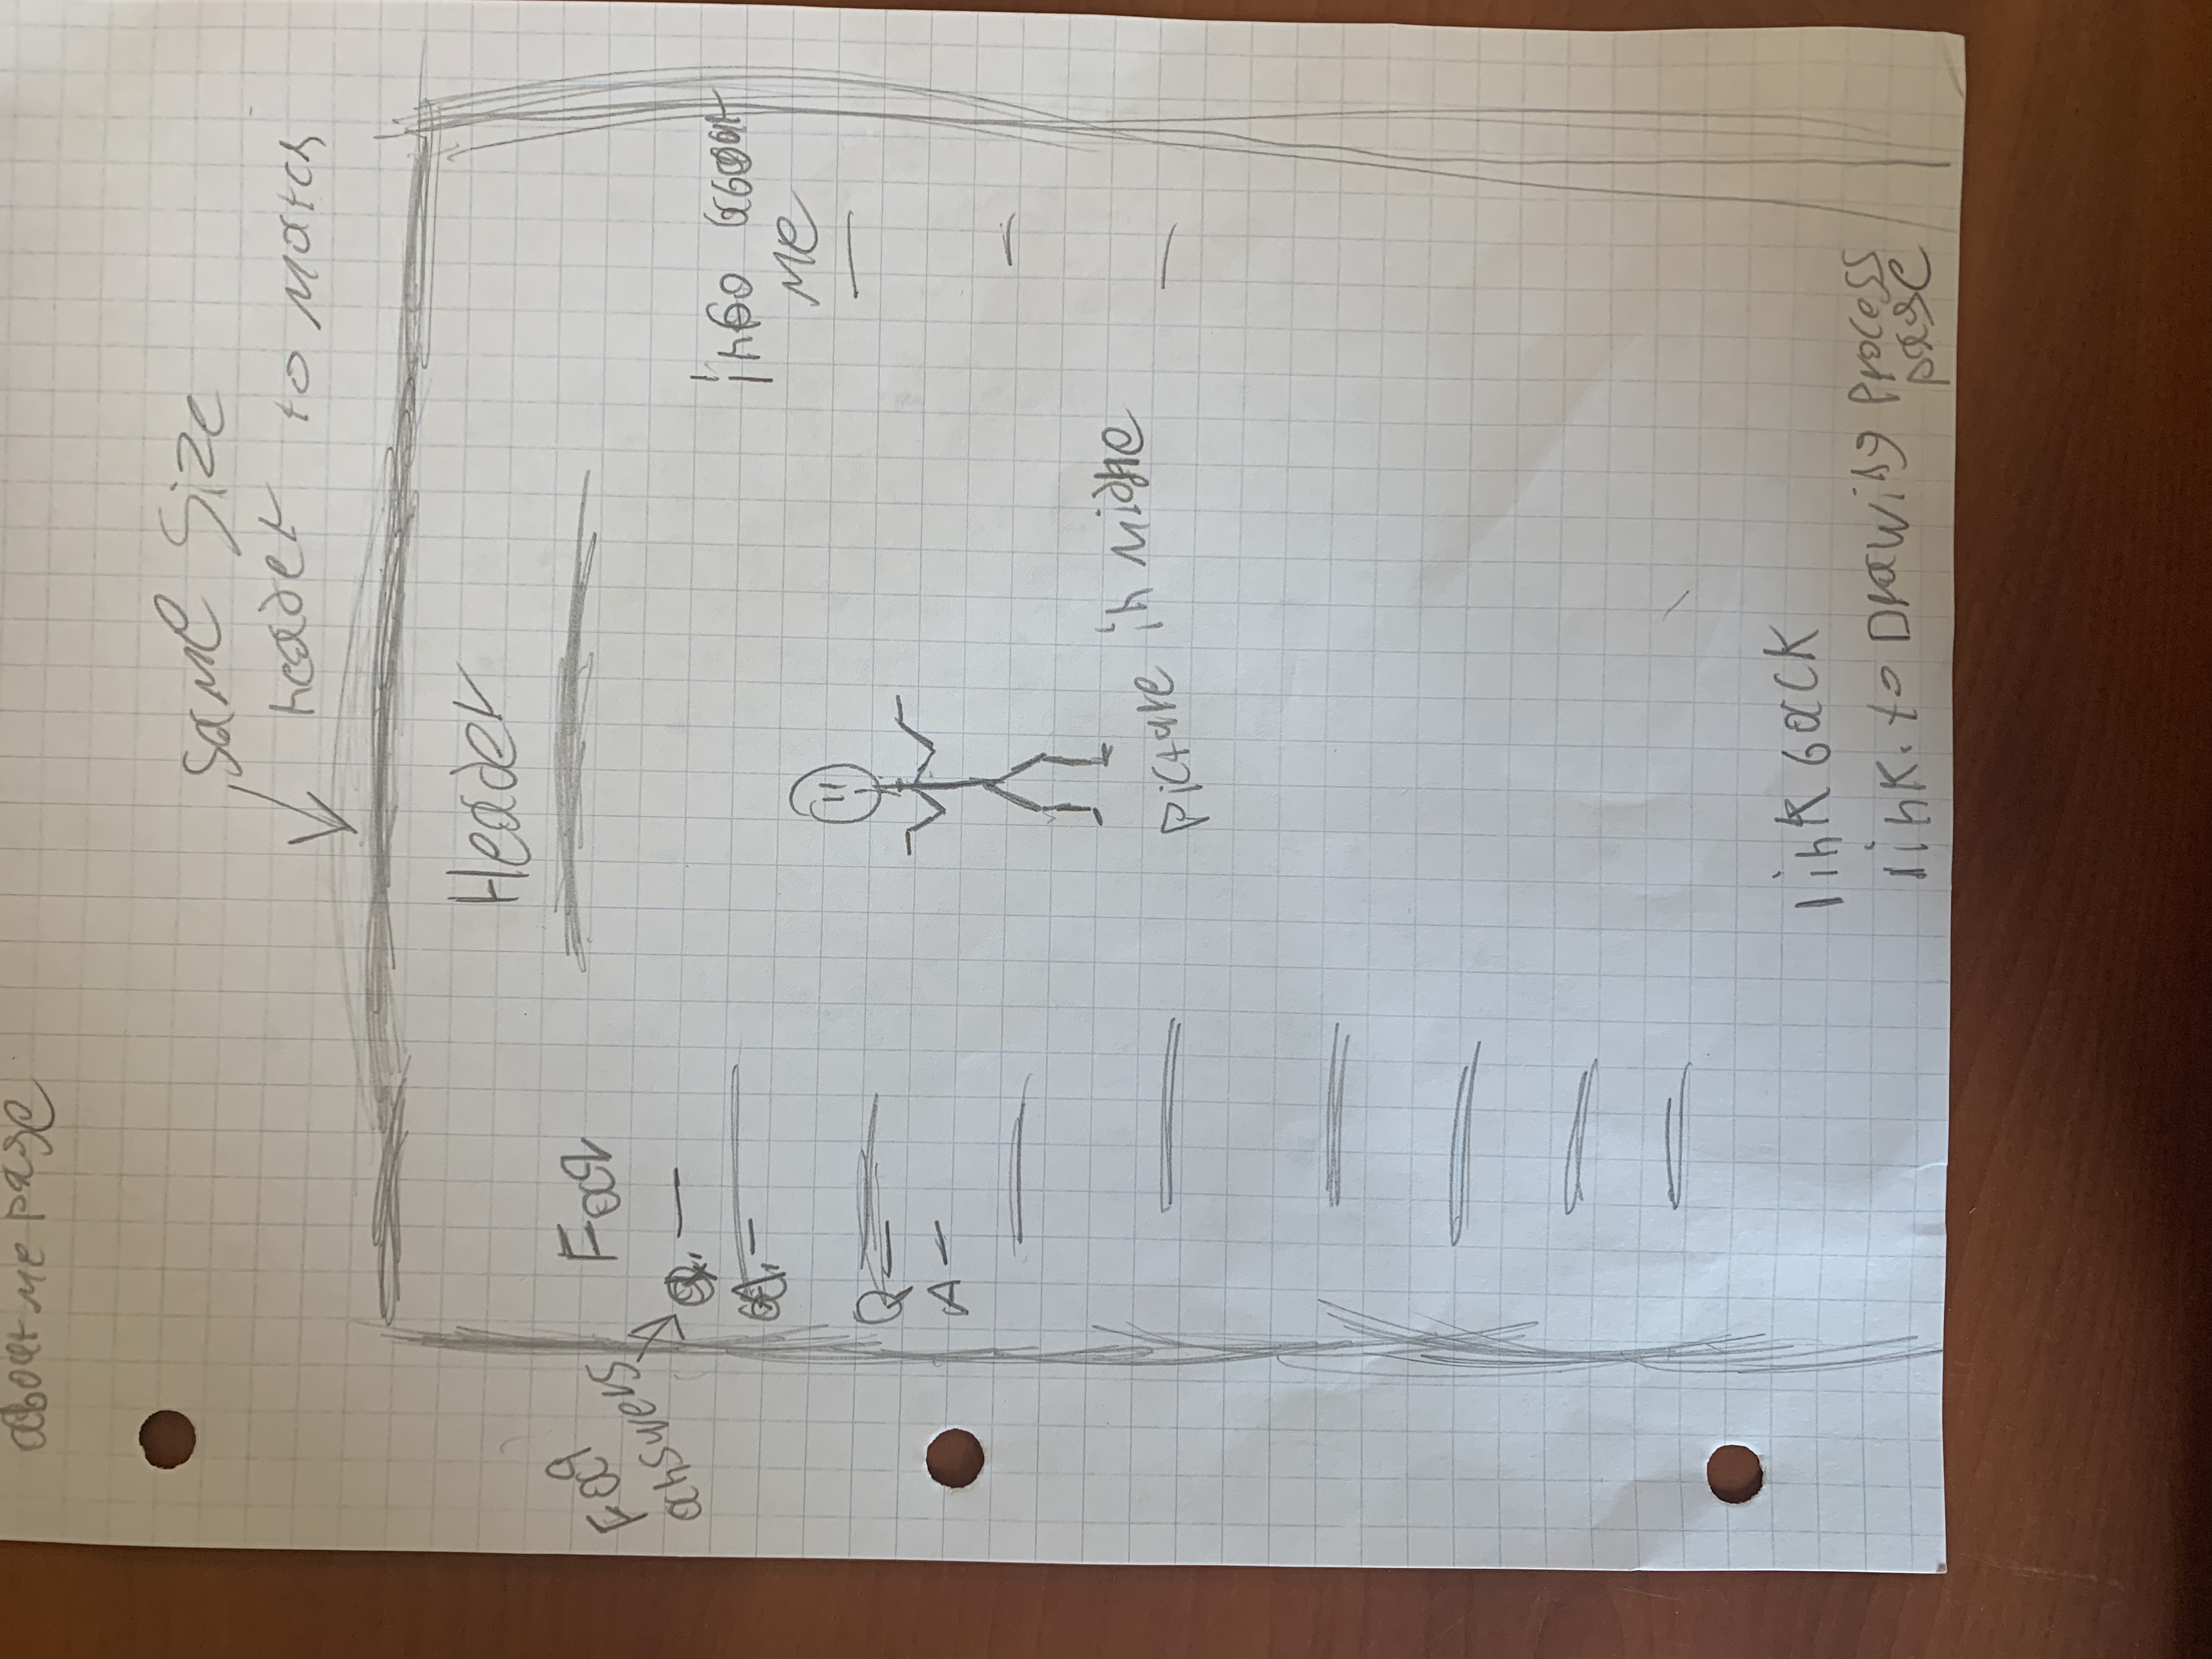 about me page
same size
header to match
Header
Faq
Faq
answers
Q. —
A. —
Q —
A —
info about
me
picture in middle
link back
link. to Drawing process
page